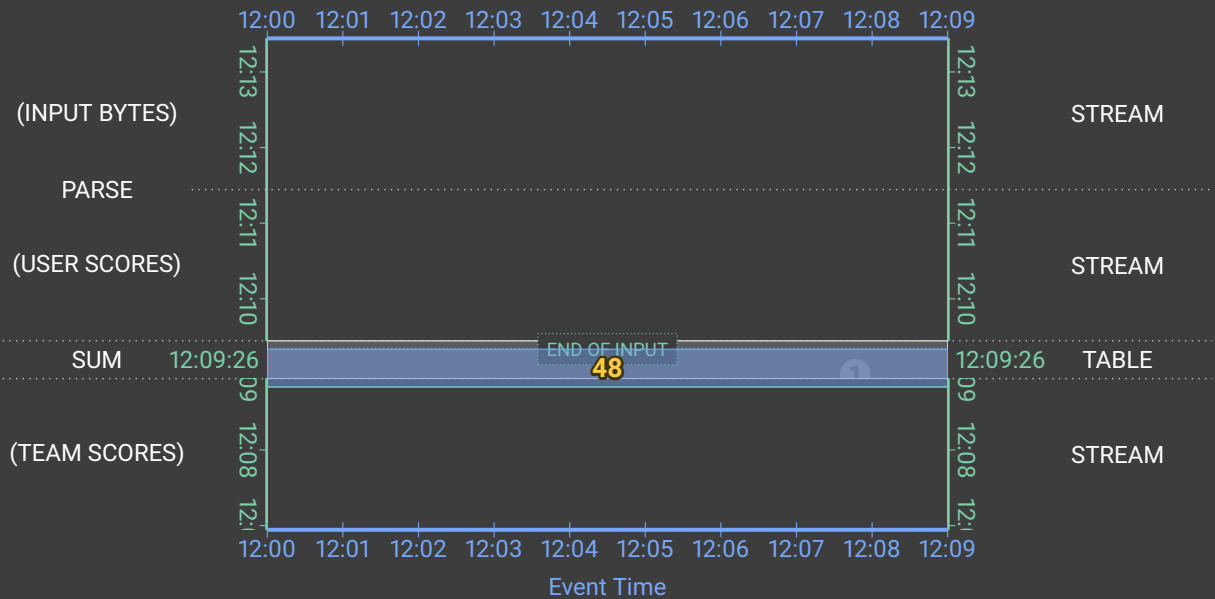 12:00 12:01 12:02 12:03 12:04 12:05 12:06 12:07 12:08 12:09
12:13
12:13
(INPUT BYTES)
STREAM
12:12
12:12
PARSE
12:11
12:11
(USER SCORES)
STREAM
12:10
12:10
END OF INPUT
SUM 12:09:26
48
1
12:09:26 TABLE
09
09
(TEAM SCORES)
12:08
12:08
STREAM
12:00 12:01 12:02 12:03 12:04 12:05 12:06 12:07 12:08 12:09
Event Time